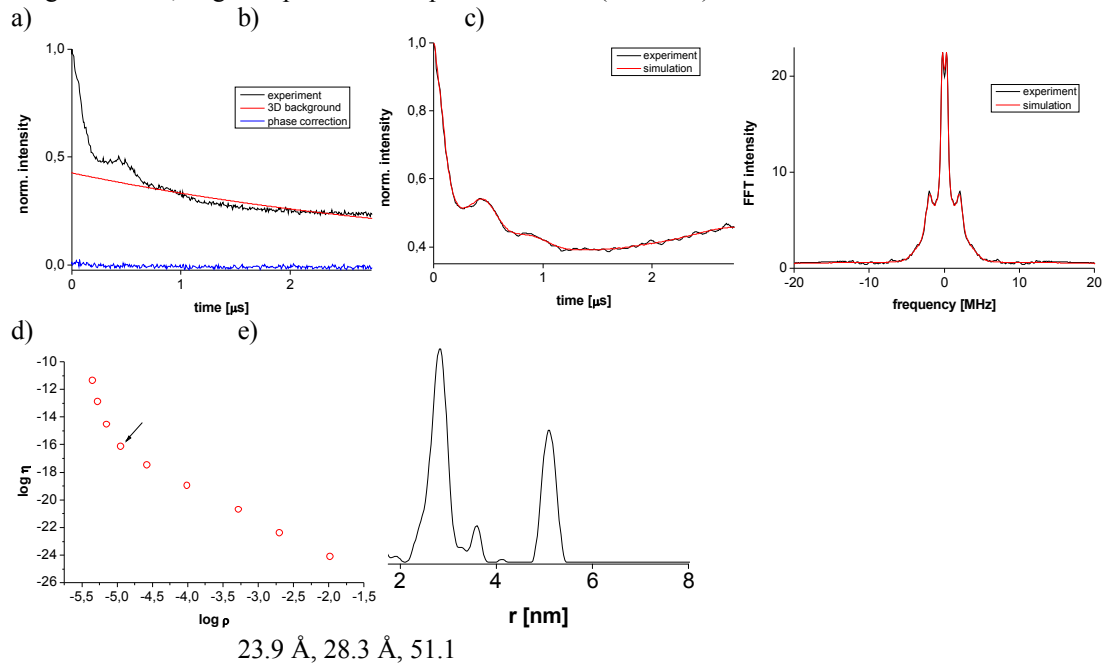 a) b) c)
1,0
0,5
0,0
norm. intensity
0 1 2
time [μs]
experiment
3D background
phase correction
1,0
0,8
0,6
0,4
norm. intensity
0 1 2
time [μs]
experiment
simulation
20
10
0
FFT intensity
-20 -10 0 10 20
frequency [MHz]
experiment
simulation
d) e)
-10
-12
-14
-16
-18
-20
-22
-24
-26
log η
-5,5 -5,0 -4,5 -4,0 -3,5 -3,0 -2,5 -2,0 -1,5
log ρ
2 4 6 8
r [nm]
23.9 Å, 28.3 Å, 51.1